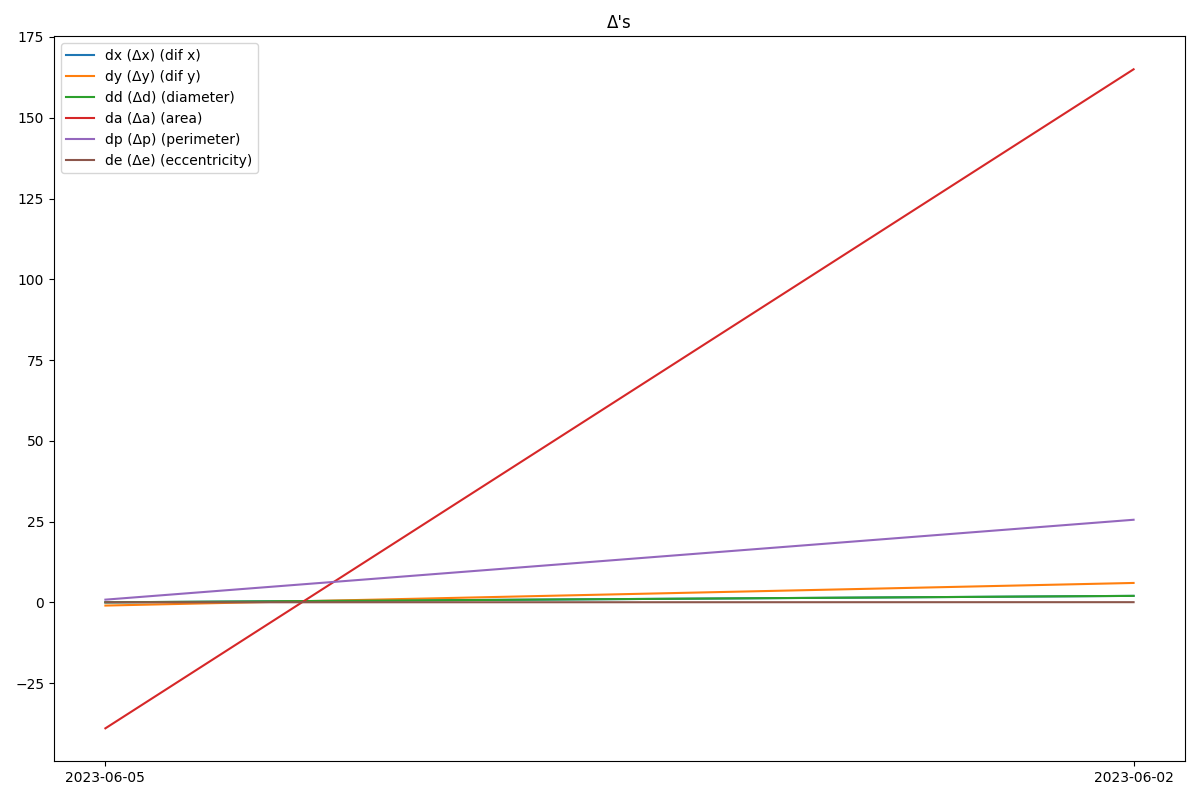 Δ's
dx (Δx) (dif x)
dy (Δy) (dif y)
dd (Δd) (diameter)
da (Δa) (area)
dp (Δp) (perimeter)
de (Δe) (eccentricity)
175
150
125
100
75
50
25
0
−25
2023-06-05
2023-06-02